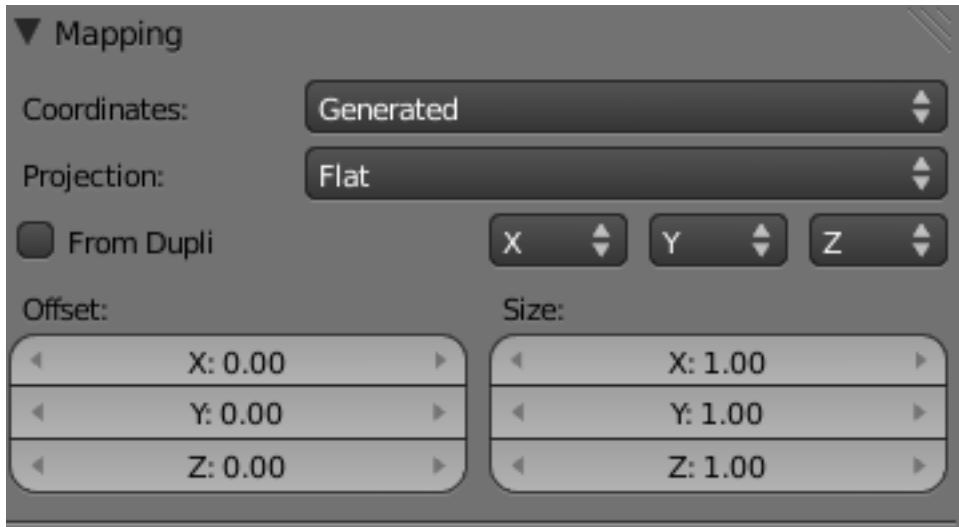 Mapping
Coordinates: Generated
Projection: Flat
From Dupli X Y Z
Offset: Size:
X: 0.00 X: 1.00
Y: 0.00 Y: 1.00
Z: 0.00 Z: 1.00